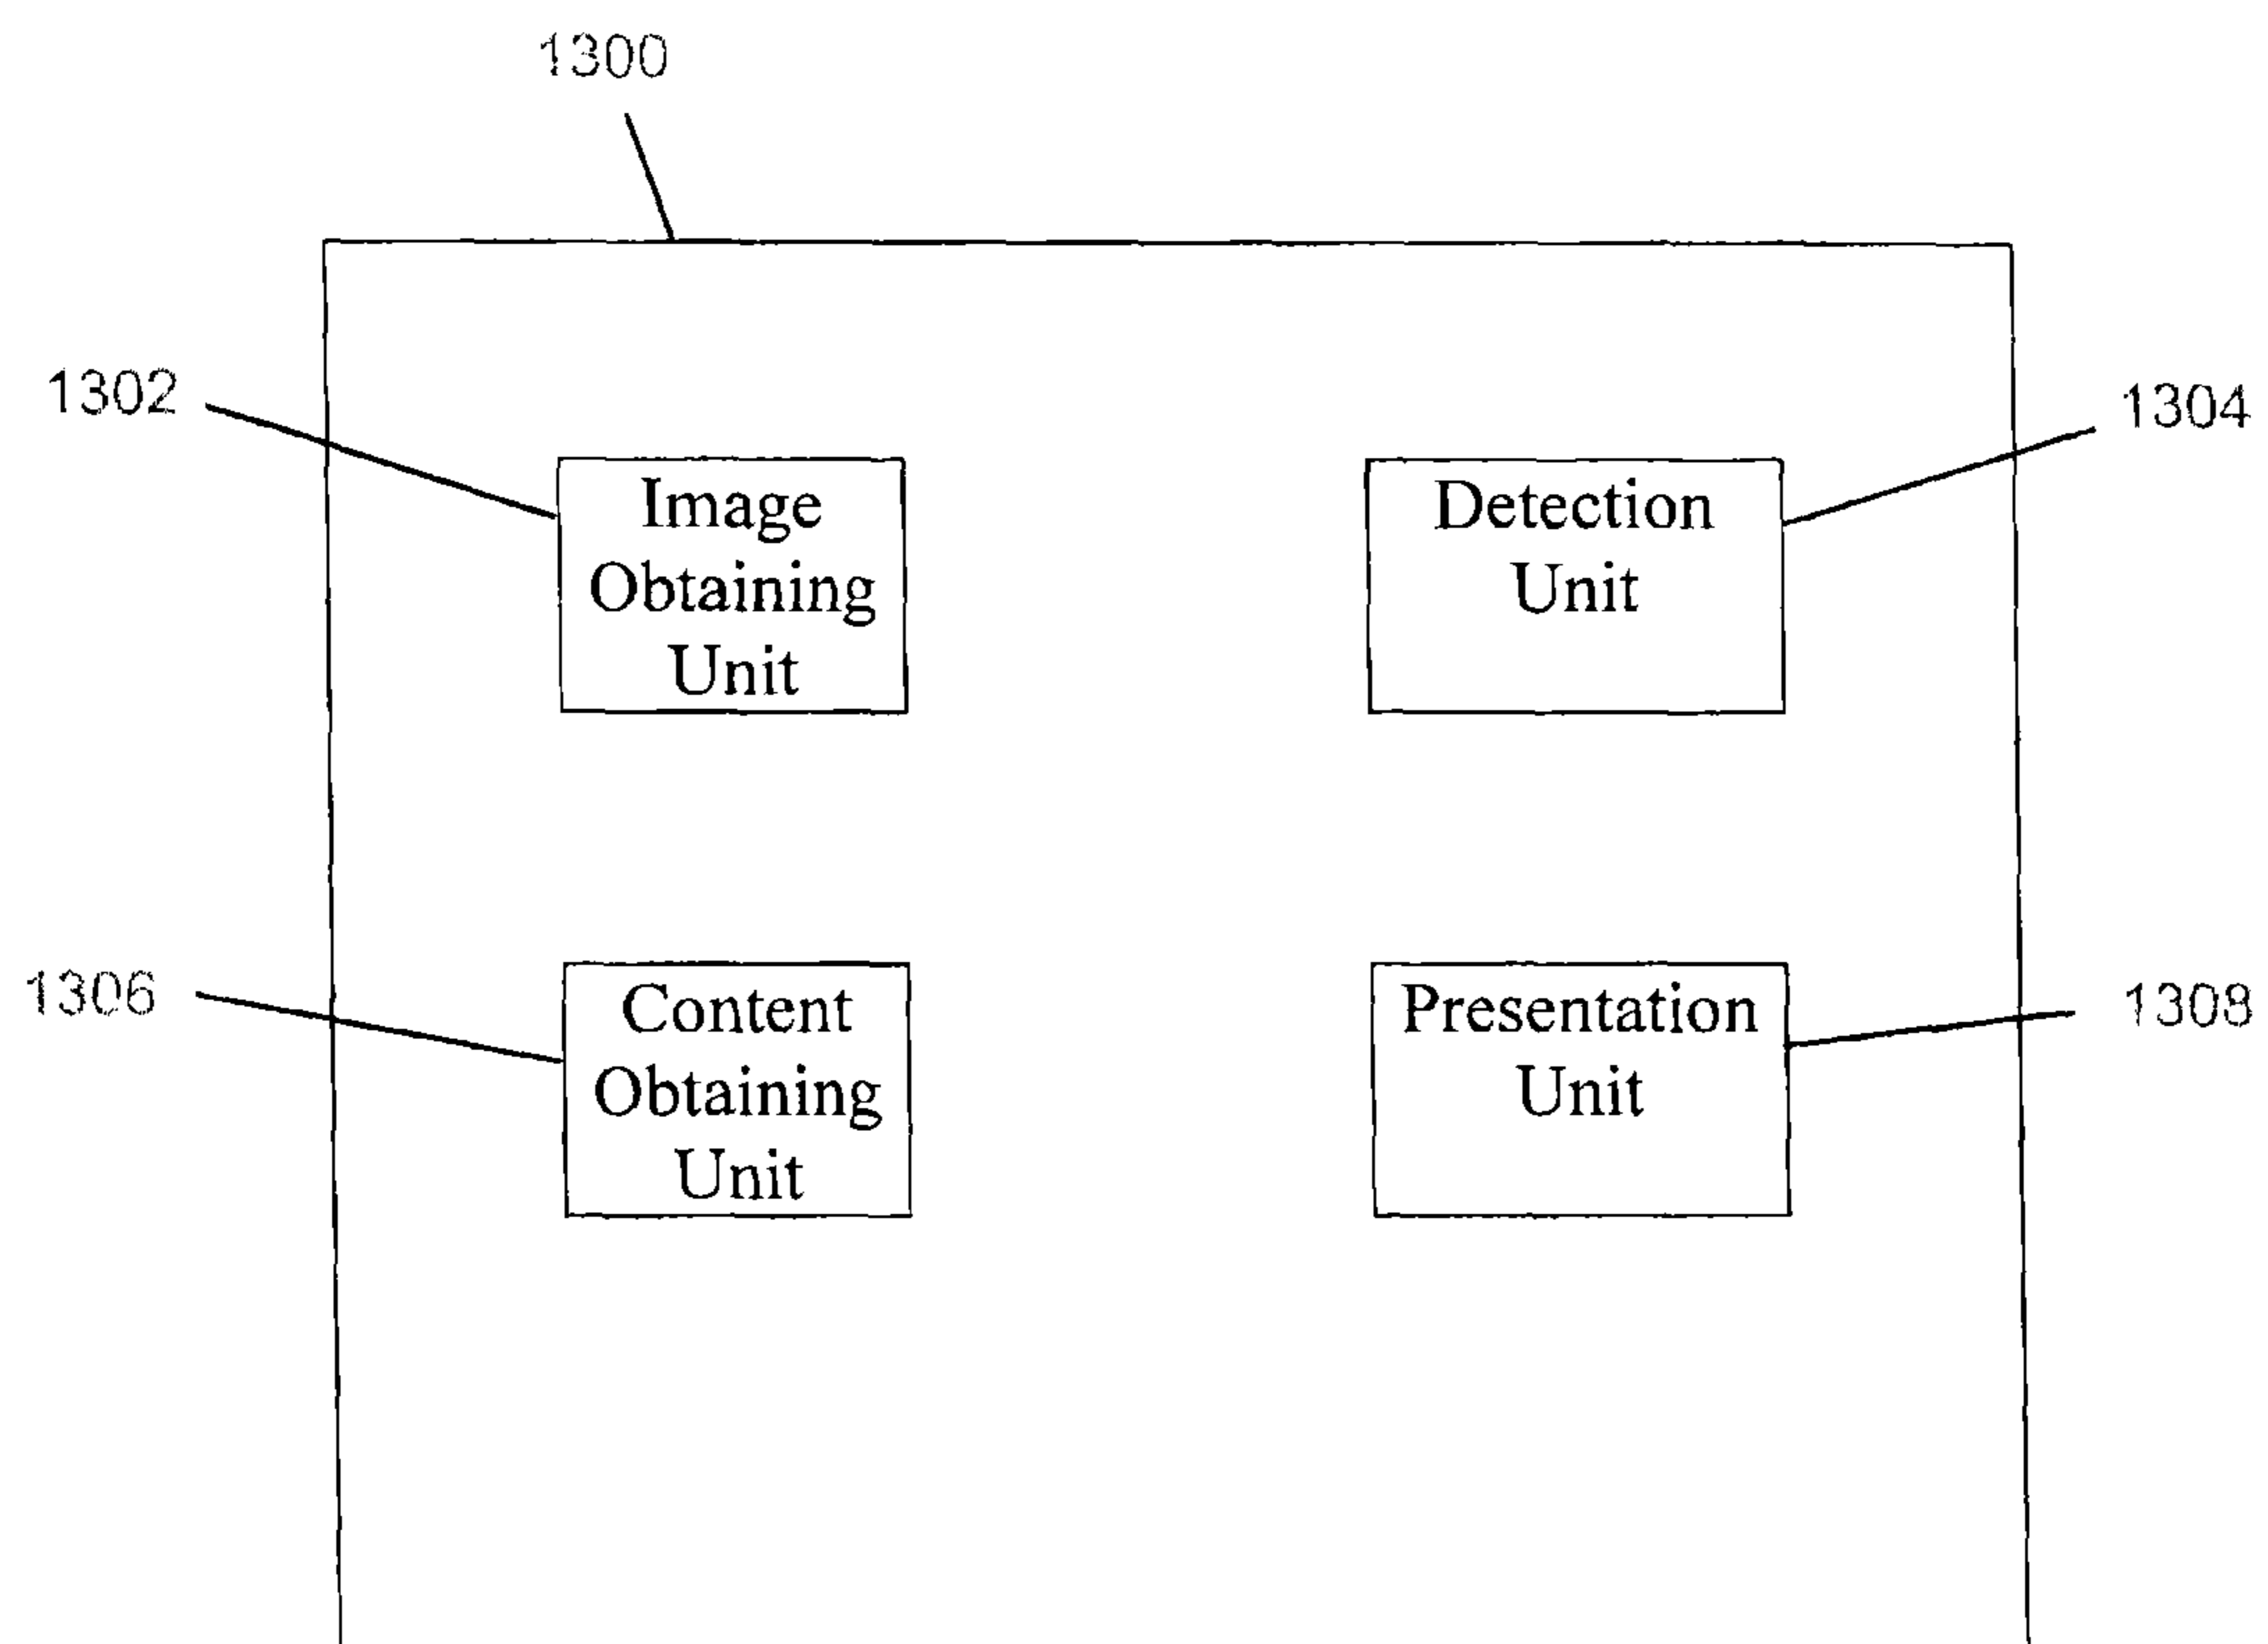 1300
1302
1304
Image
Obtaining
Unit
Detection
Unit
1306
1308
Content
Obtaining
Unit
Presentation
Unit